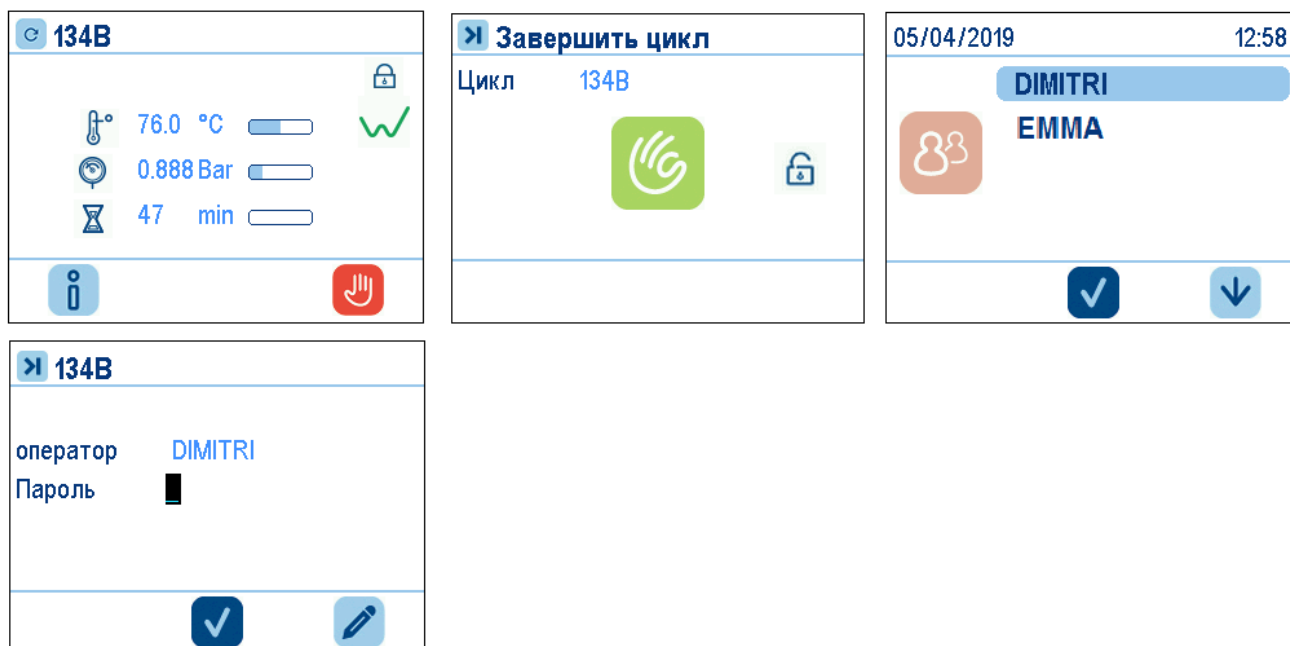 134B
76.0 °C
0.888 Bar
47 min
Завершить цикл
Цикл 134B
05/04/2019 12:58
DIMITRI
EMMA
134B
оператор DIMITRI
Пароль _